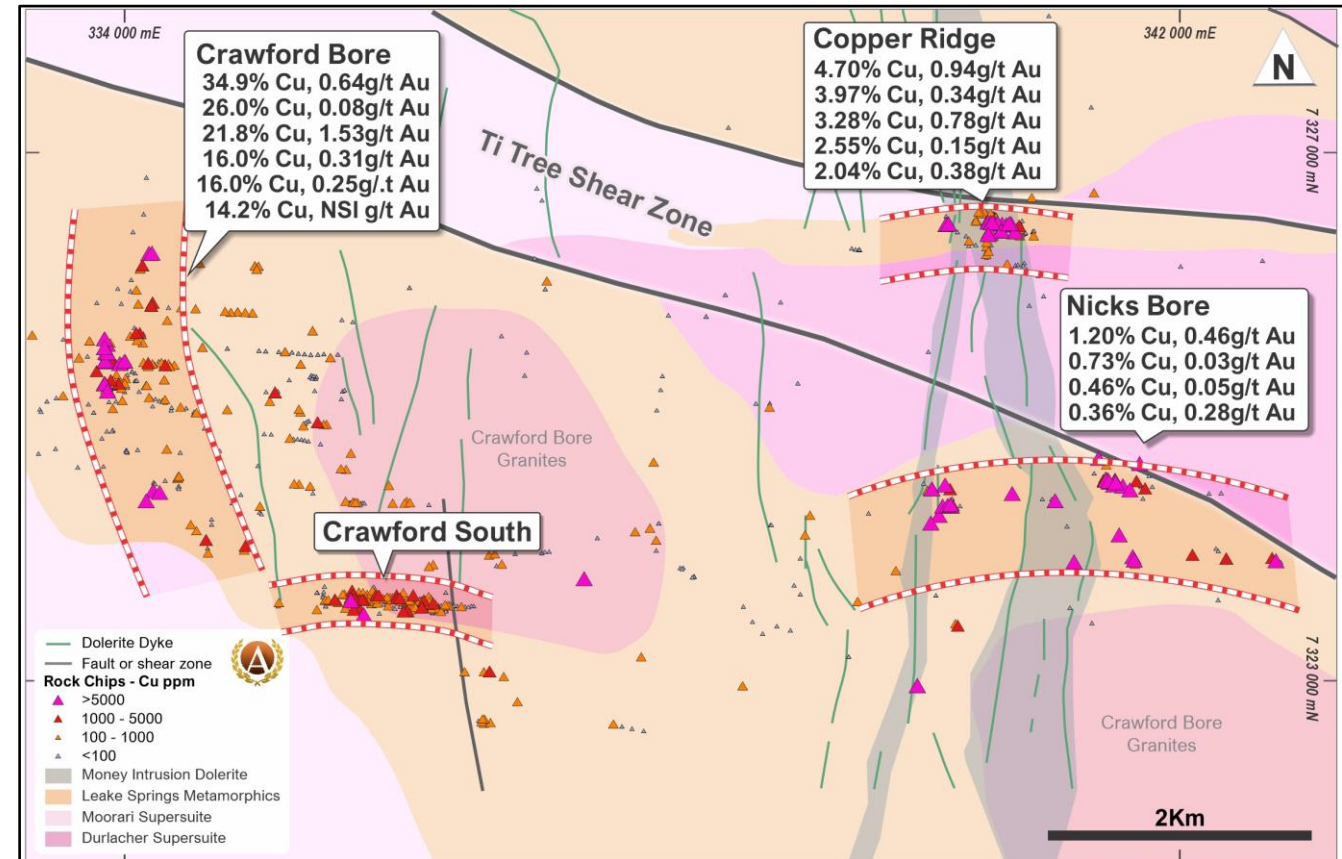 334 000 mE
342 000 mE
Crawford Bore
34.9% Cu, 0.64g/t Au
26.0% Cu, 0.08g/t Au
21.8% Cu, 1.53g/t Au
16.0% Cu, 0.31g/t Au
16.0% Cu, 0.25g/.t Au
14.2% Cu, NSI g/t Au
Copper Ridge
4.70% Cu, 0.94g/t Au
3.97% Cu, 0.34g/t Au
3.28% Cu, 0.78g/t Au
2.55% Cu, 0.15g/t Au
2.04% Cu, 0.38g/t Au
N
7 327 000 mN
Ti Tree Shear Zone
Nicks Bore
1.20% Cu, 0.46g/t Au
0.73% Cu, 0.03g/t Au
0.46% Cu, 0.05g/t Au
0.36% Cu, 0.28g/t Au
Crawford Bore
Granites
Crawford South
7 323 000 mN
Dolerite Dyke
Fault or shear zone
A
Rock Chips - Cu ppm
>5000
1000 - 5000
100 - 1000
<100
Money Intrusion Dolerite
Leake Springs Metamorphics
Moorari Supersuite
Durlacher Supersuite
Crawford Bore
Granites
2Km